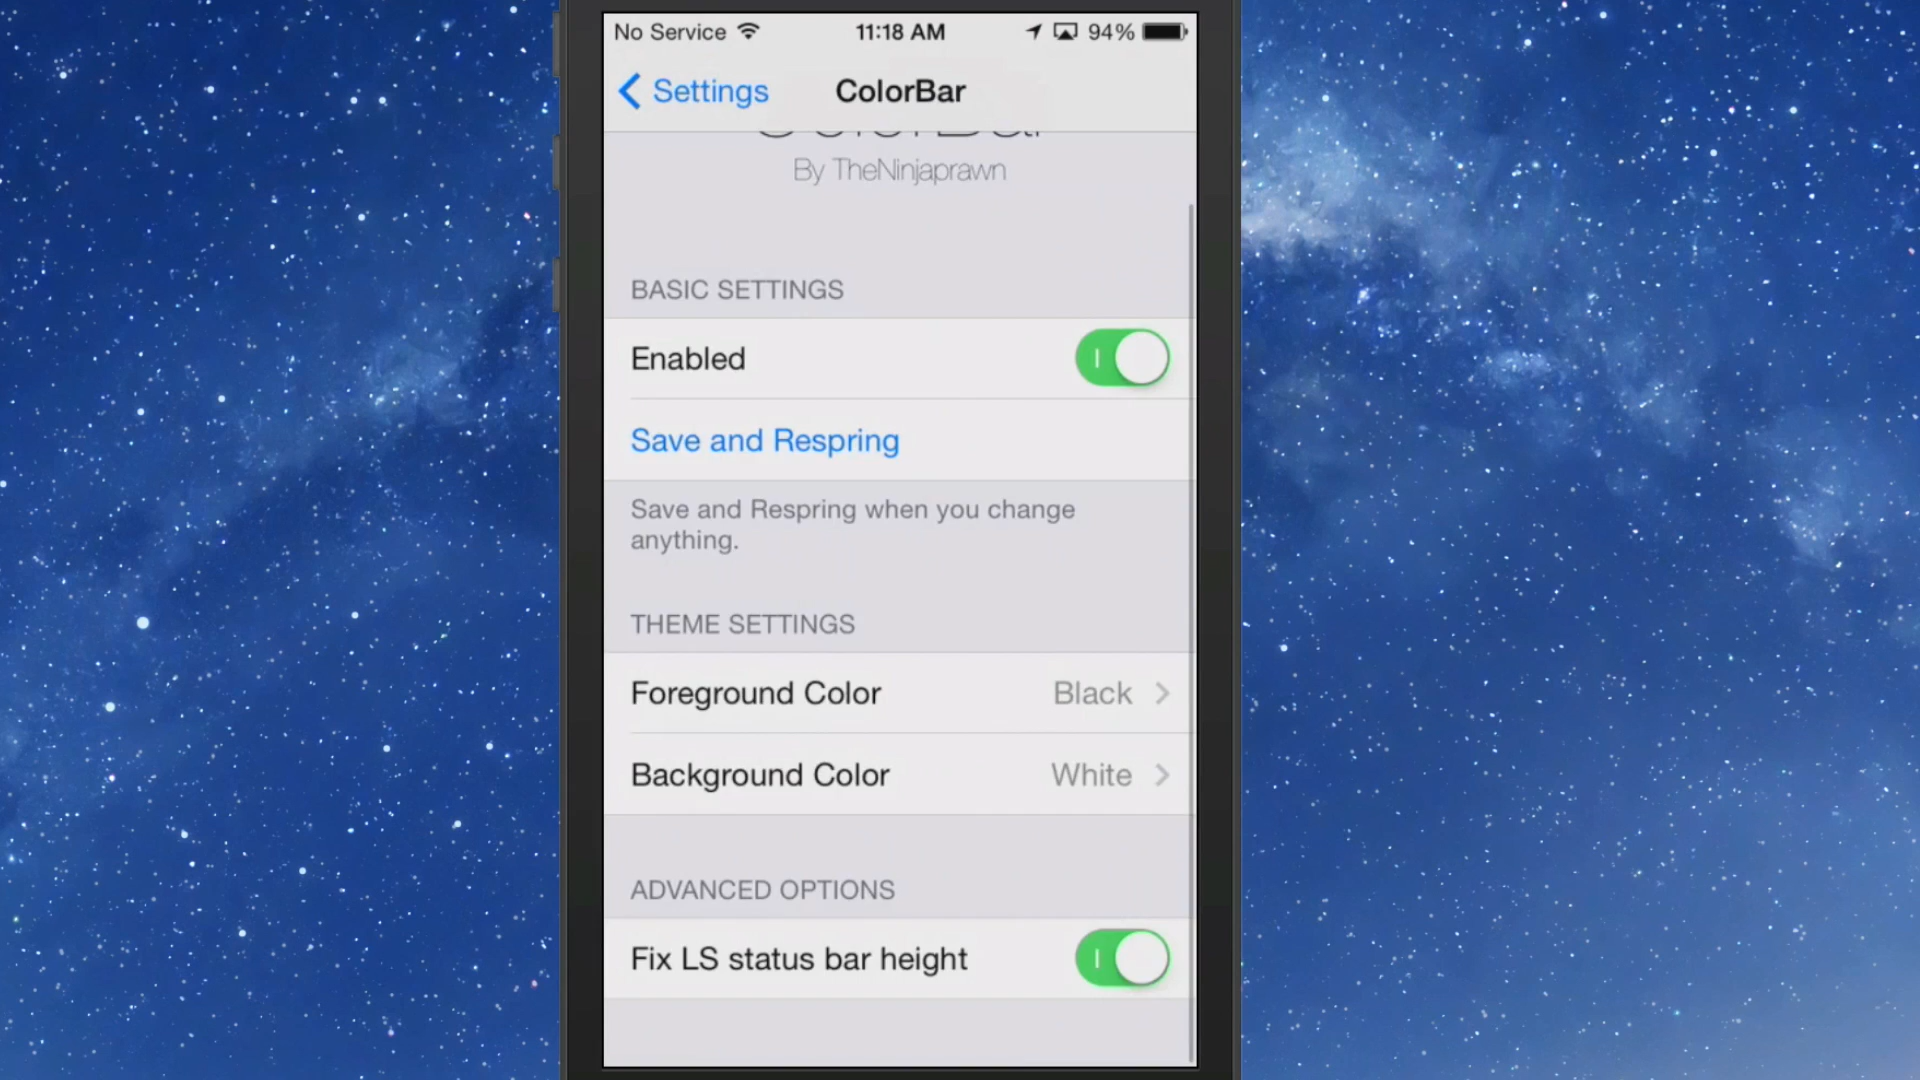 No Service 11:18 AM 94%
Settings ColorBar
By TheNinjaprawn
BASIC SETTINGS
Enabled
Save and Respring
Save and Respring when you change
anything.
THEME SETTINGS
Foreground Color Black
Background Color White
ADVANCED OPTIONS
Fix LS status bar height